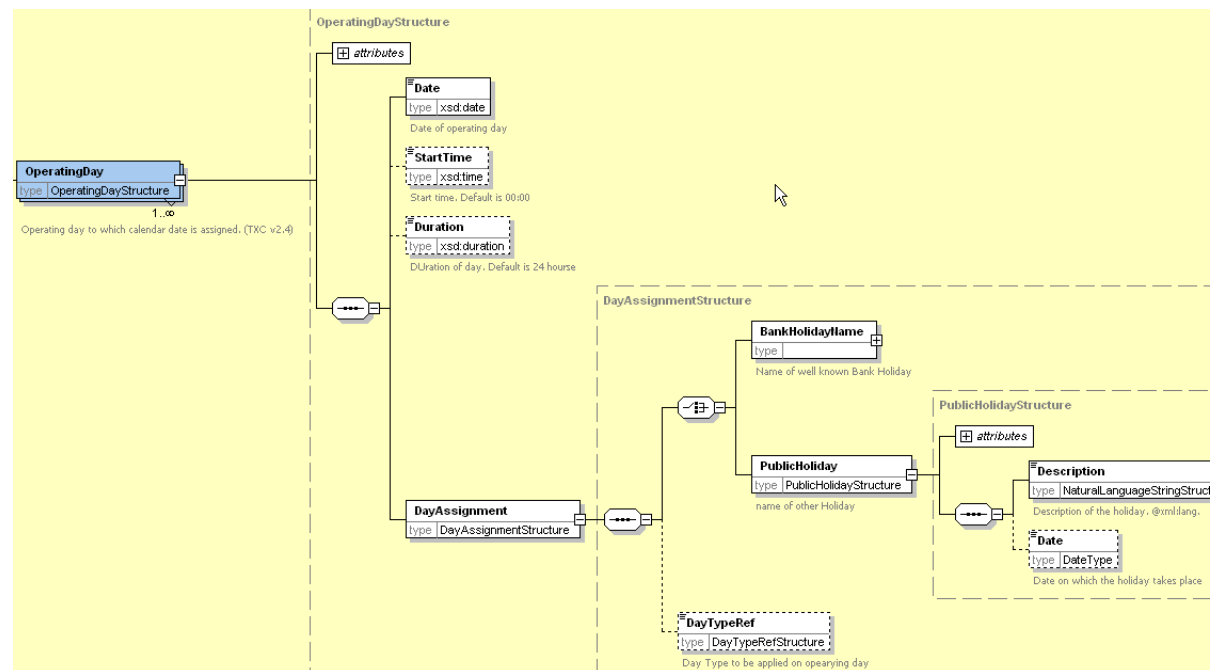 OperatingDayStructure
attributes
Date
type xsd:date
Date of operating day
OperatingDay
type OperatingDayStructure
1..∞
Operating day to which calendar date is assigned. (TXC v2.4)
StartTime
type xsd:time
Start time. Default is 00:00
Duration
type xsd:duration
DUration of day. Default is 24 hourse
DayAssignmentStructure
BankHolidayName
type
Name of well known Bank Holiday
PublicHolidayStructure
attributes
PublicHoliday
type PublicHolidayStructure
name of other Holiday
Description
type NaturalLanguageStringStruct
Description of the holiday. @xml:lang.
DayAssignment
type DayAssignmentStructure
Date
type DateType
Date on which the holiday takes place
DayTypeRef
type DayTypeRefStructure
Day Type to be applied on opearying day